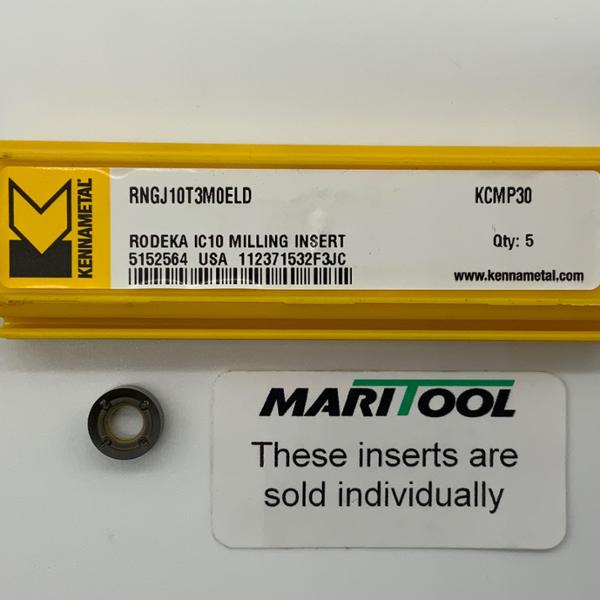 KENNAMETAL
RNGJ10T3M0ELD
KCMP30
RODEKA IC10 MILLING INSERT
Qty: 5
5152564 USA 112371532F3JC
www.kennametal.com
MARITOOL
These inserts are
sold individually